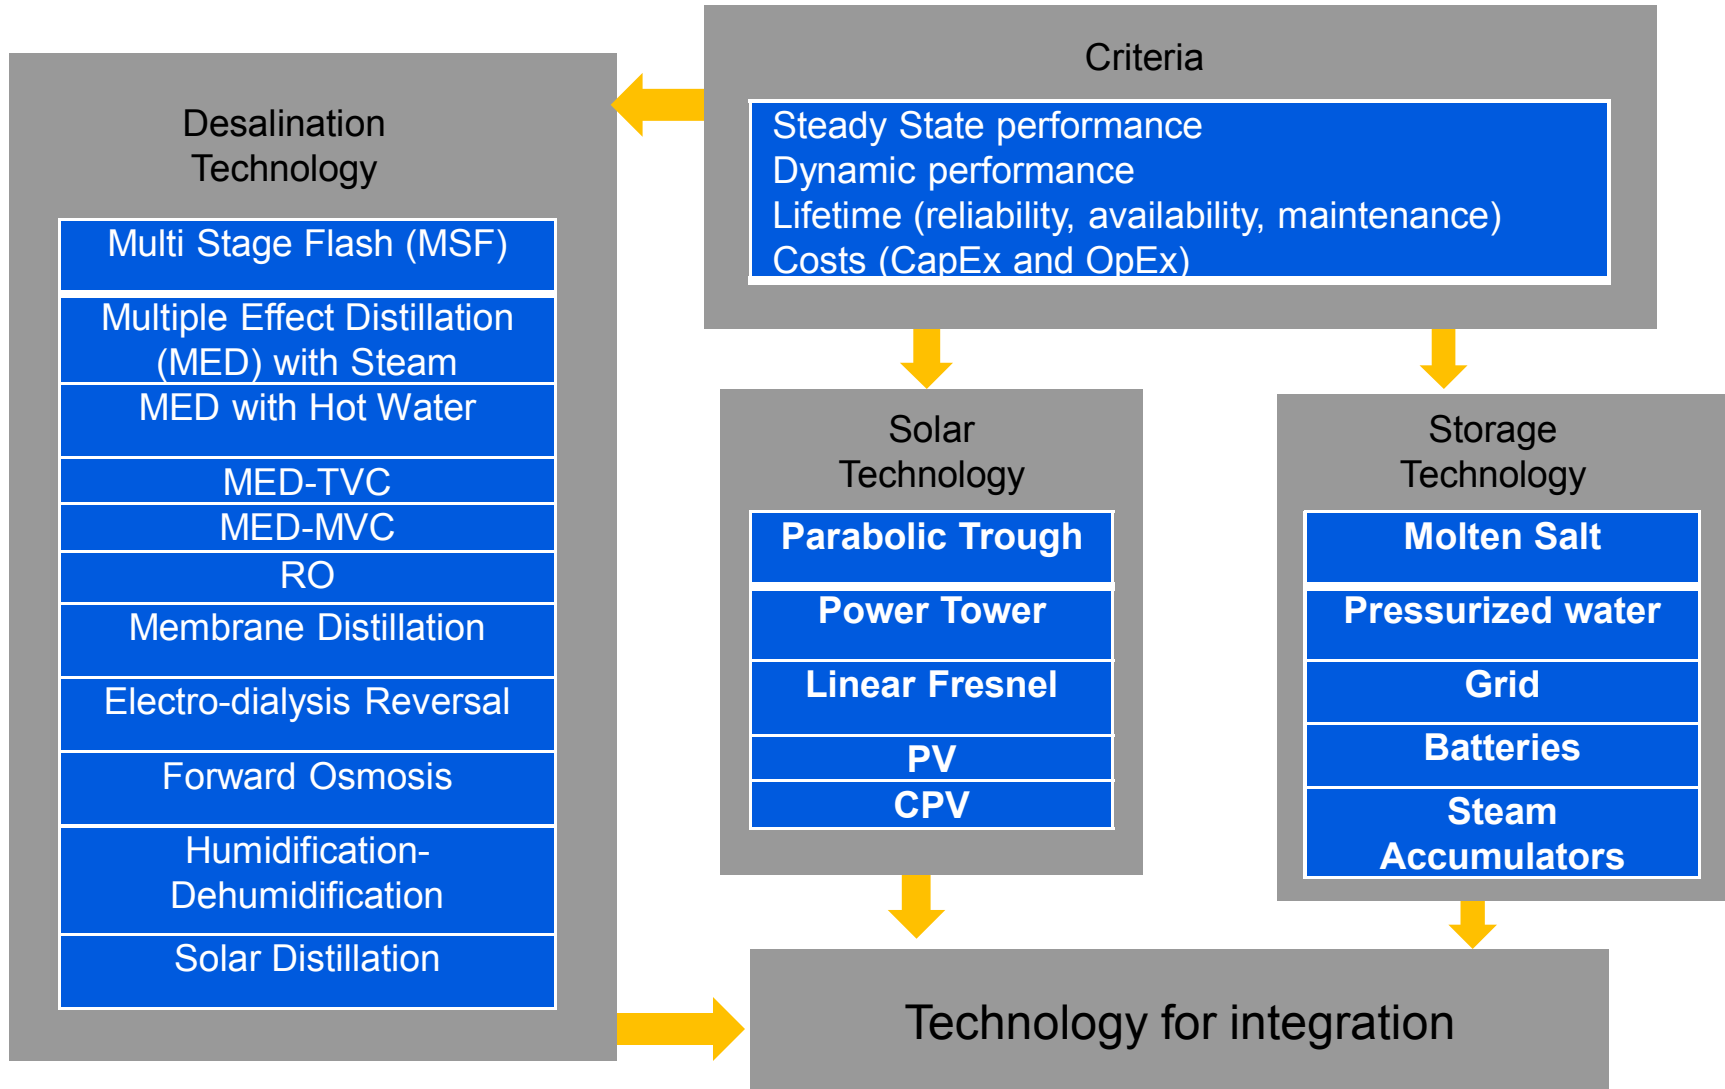 Criteria
Steady State performance
Dynamic performance
Lifetime (reliability, availability, maintenance)
Costs (CapEx and OpEx)
Desalination
Technology
Multi Stage Flash (MSF)
Multiple Effect Distillation
(MED) with Steam
MED with Hot Water
MED-TVC
MED-MVC
RO
Membrane Distillation
Electro-dialysis Reversal
Forward Osmosis
Humidification-
Dehumidification
Solar Distillation
Solar
Technology
Parabolic Trough
Power Tower
Linear Fresnel
PV
CPV
Storage
Technology
Molten Salt
Pressurized water
Grid
Batteries
Steam
Accumulators
Technology for integration